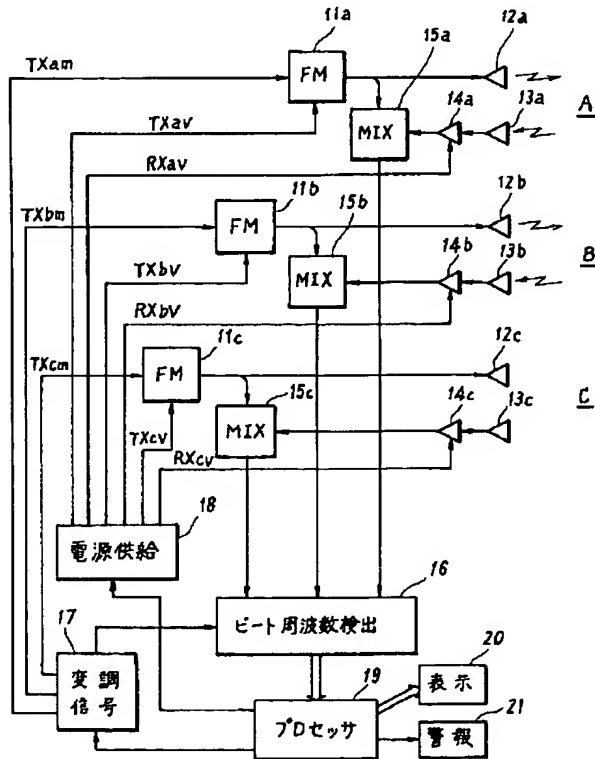 11a
15a
12a
TXam
FM
A
TXav
14a
13a
MIX
RXav
11b
15b
12b
TXbm
FM
B
TXbv
14b
13b
MIX
RXbv
11c
12c
TXcm
FM
15c
C
14c
13c
TXcv
MIX
RXcv
18
電源供給
16
ビート周波数検出
17
変調
信号
19
プロセッサ
20
表示
21
警報